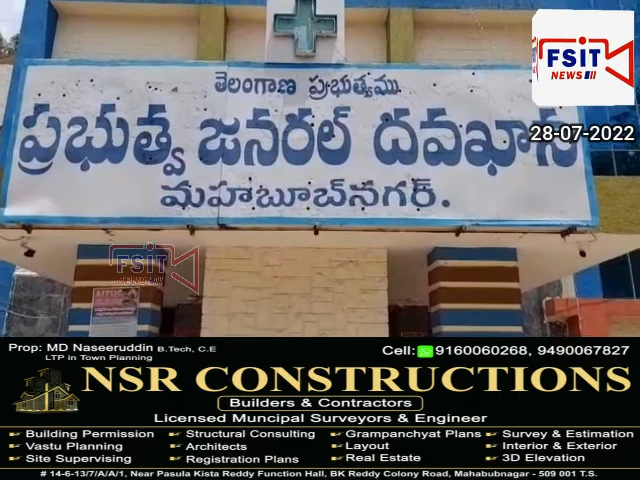 FSIT
NEWS
28-07-2022
తెలంగాణ ప్రభుత్వము
ప్రభుత్వ జనరల్ దవఖాన
మహబూబ్‌నగర్.
FSIT
NEWS
AITUC
Prop: MD Naseeruddin B.Tech, C.E
LTP in Town Planning
Cell: 9160060268, 9490067827
NSR CONSTRUCTIONS
Builders & Contractors
Licensed Muncipal Surveyors & Engineer
Building Permission
Structural Consulting
Grampanchyat Plans
Survey & Estimation
Vastu Planning
Architects
Layout
Interior & Exterior
Site Supervising
Registration Plans
Real Estate
3D Elevation
# 14-6-13/7/A/A/1, Near Pasula Kista Reddy Function Hall, BK Reddy Colony Road, Mahabubnagar - 509 001 T.S.